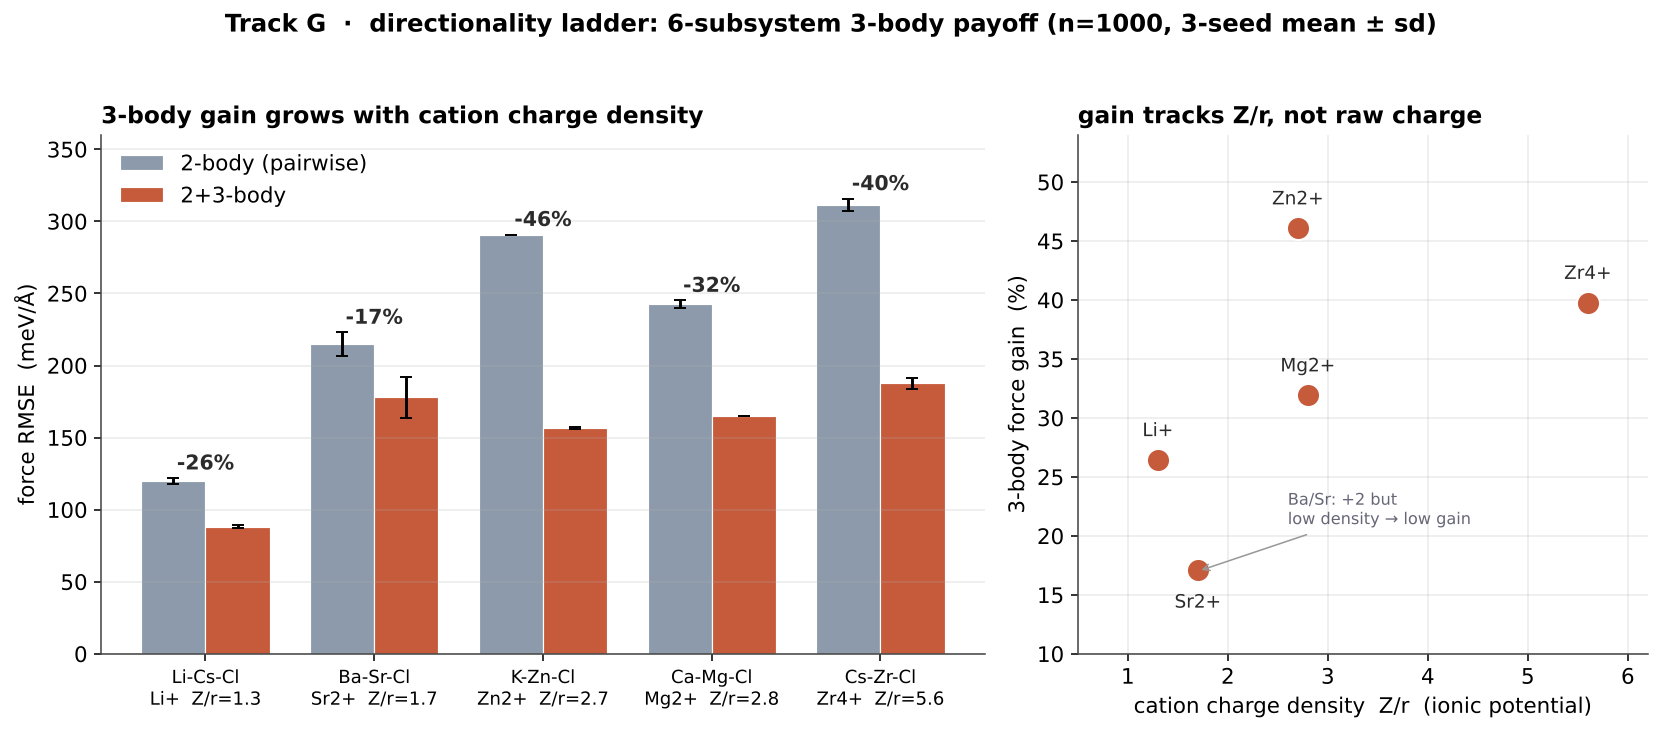 Track G · directionality ladder: 6-subsystem 3-body payoff (n=1000, 3-seed mean ± sd)
3-body gain grows with cation charge density
350
300
250
200
150
100
50
0
force RMSE (meV/Å)
2-body (pairwise)
2+3-body
-26%
-17%
-46%
-32%
-40%
Li-Cs-Cl
Li+ Z/r=1.3
Ba-Sr-Cl
Sr2+ Z/r=1.7
K-Zn-Cl
Zn2+ Z/r=2.7
Ca-Mg-Cl
Mg2+ Z/r=2.8
Cs-Zr-Cl
Zr4+ Z/r=5.6
gain tracks Z/r, not raw charge
50
45
40
35
30
25
20
15
10
3-body force gain (%)
Zn2+
Zr4+
Mg2+
Li+
Ba/Sr: +2 but
low density → low gain
Sr2+
1
2
3
4
5
6
cation charge density Z/r (ionic potential)